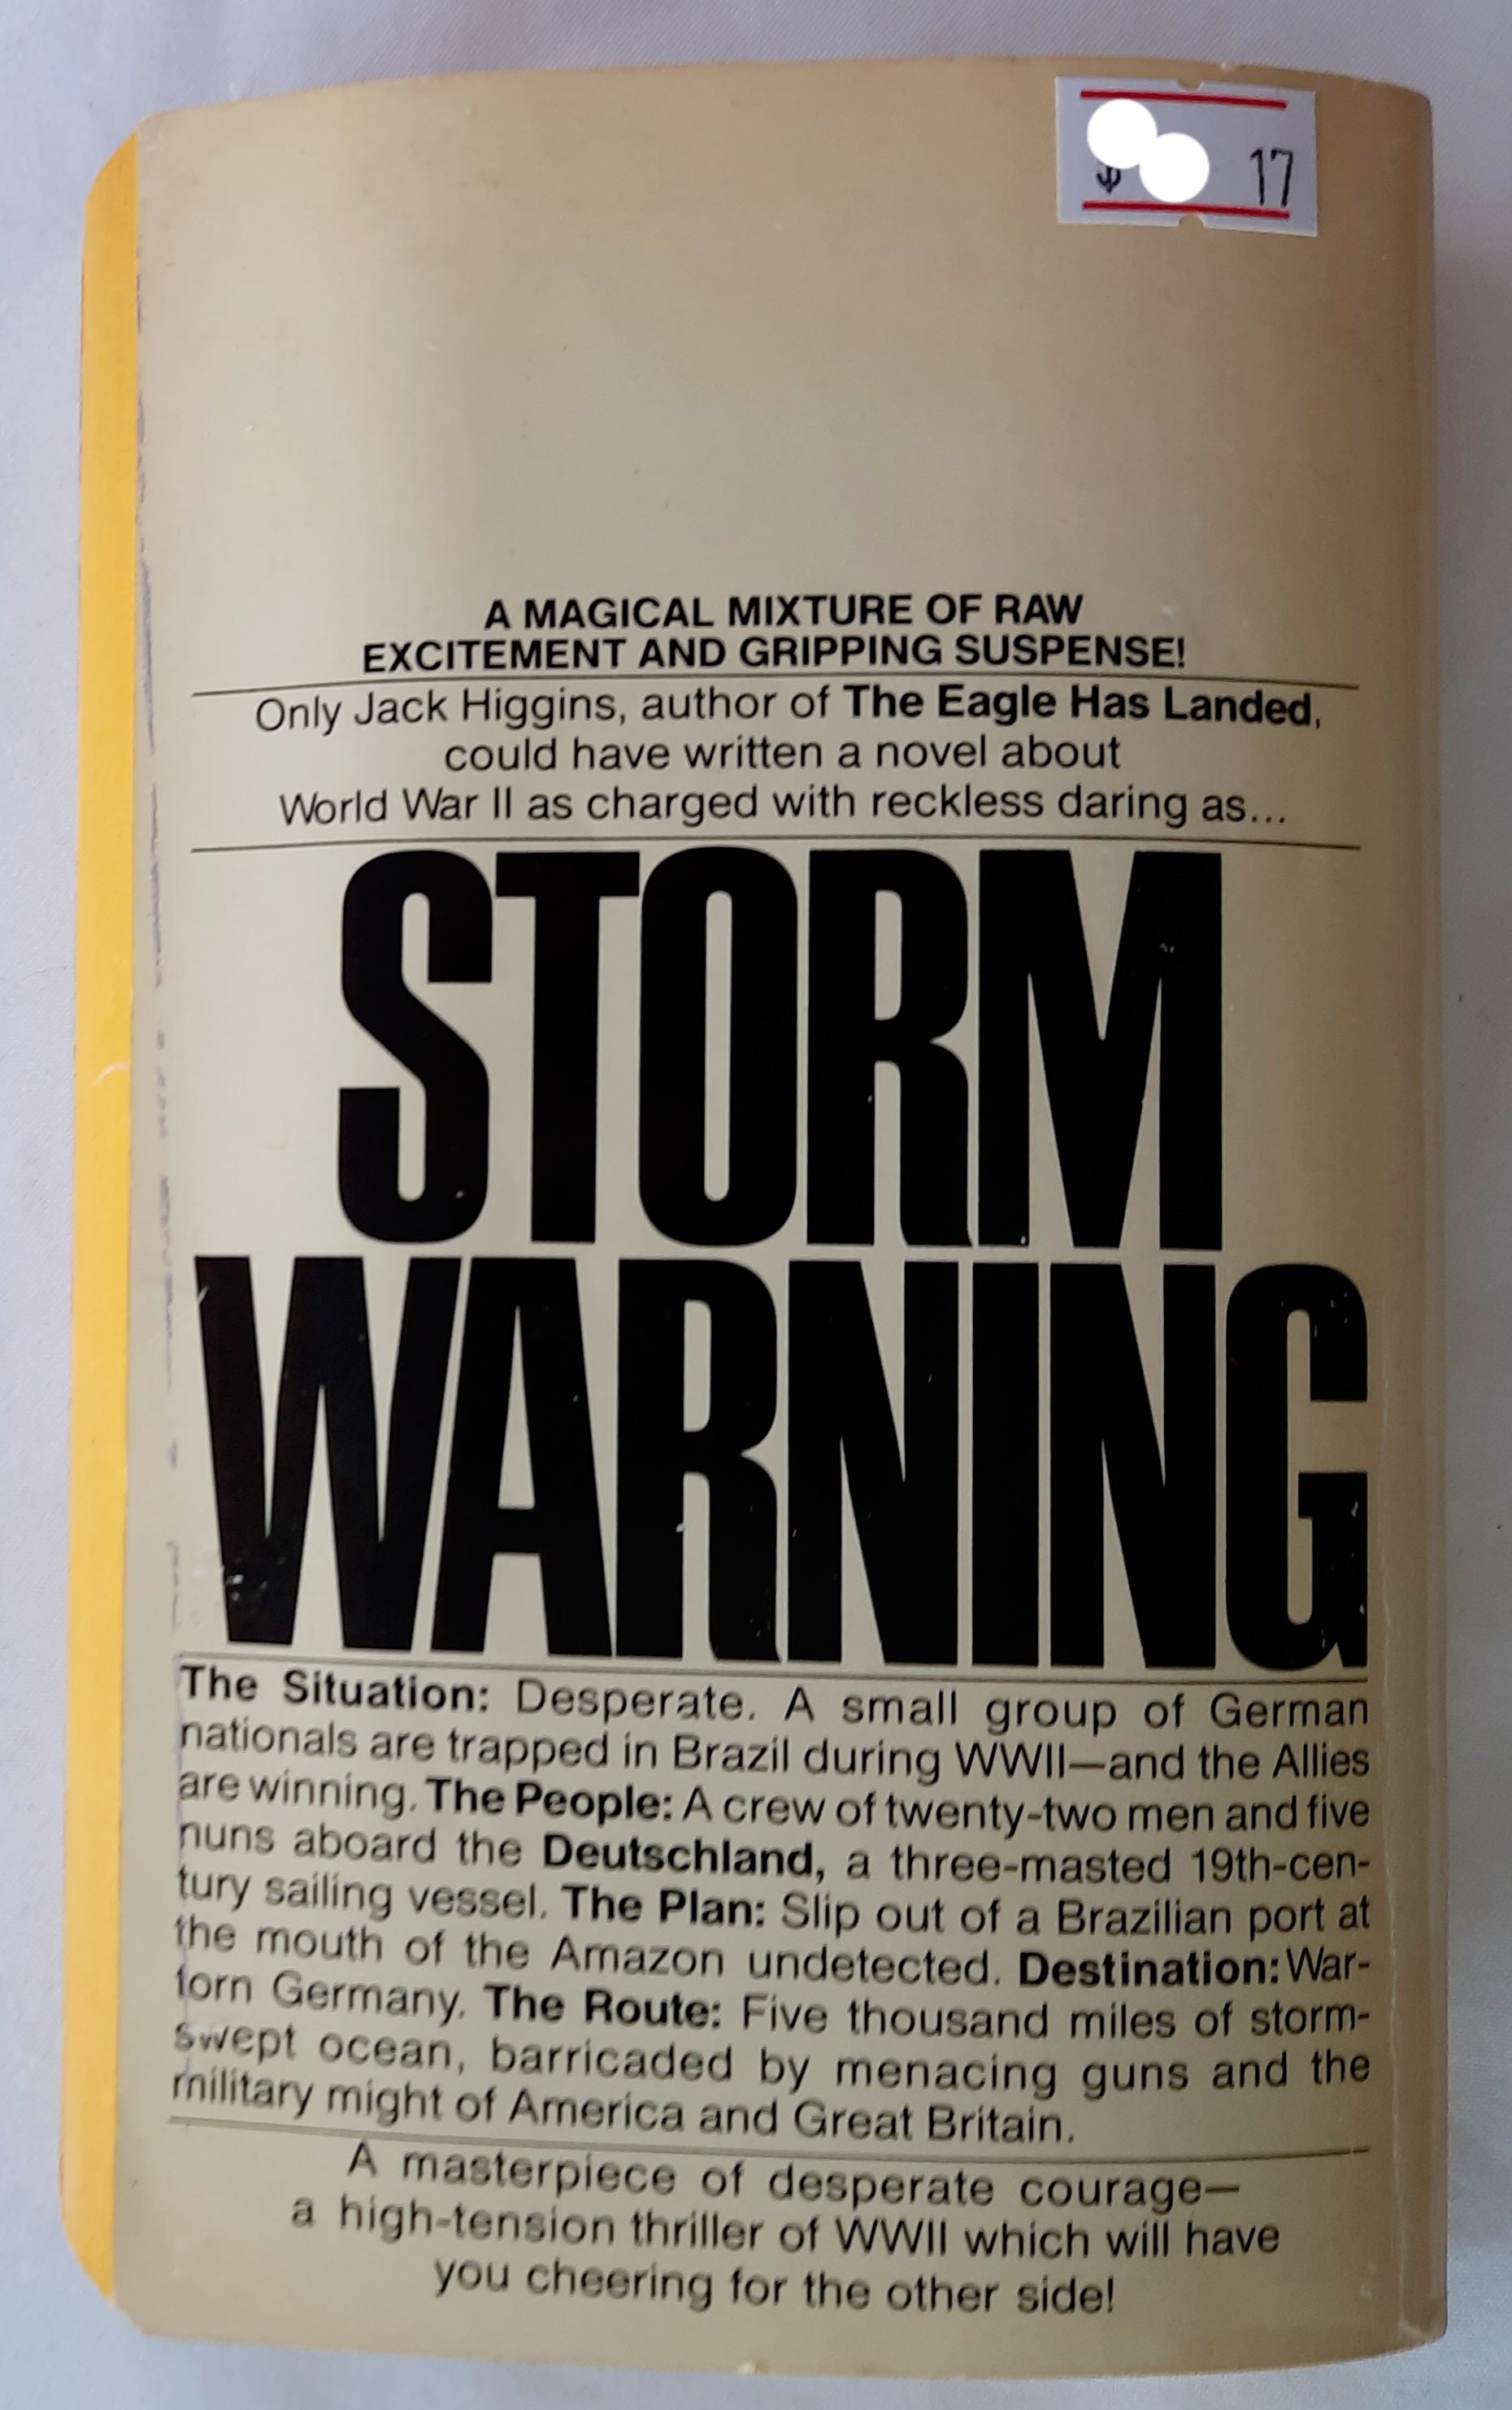 $ 17
A MAGICAL MIXTURE OF RAW
EXCITEMENT AND GRIPPING SUSPENSE!
Only Jack Higgins, author of The Eagle Has Landed,
could have written a novel about
World War II as charged with reckless daring as...
STORM
WARNING
The Situation: Desperate. A small group of German
nationals are trapped in Brazil during WWII—and the Allies
are winning. The People: A crew of twenty-two men and five
nuns aboard the Deutschland, a three-masted 19th-cen-
tury sailing vessel. The Plan: Slip out of a Brazilian port at
the mouth of the Amazon undetected. Destination: War-
torn Germany. The Route: Five thousand miles of storm-
swept ocean, barricaded by menacing guns and the
military might of America and Great Britain.
A masterpiece of desperate courage—
a high-tension thriller of WWII which will have
you cheering for the other side!